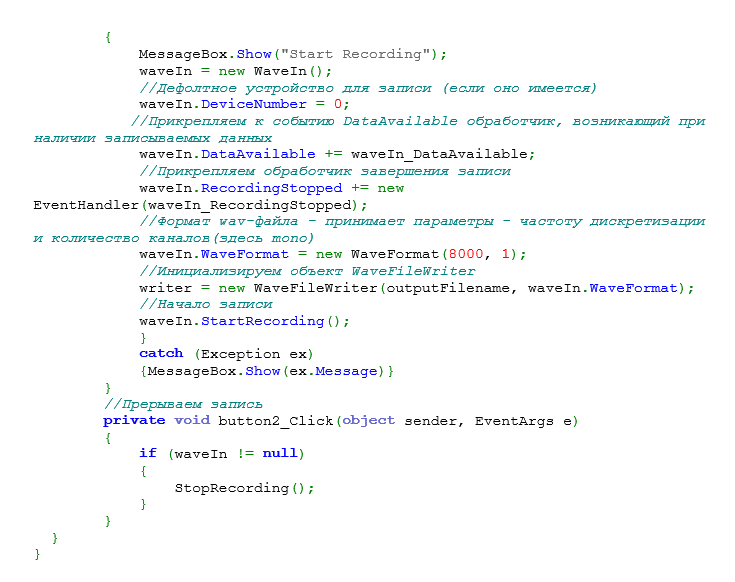 {
MessageBox.Show("Start Recording");
waveIn = new WaveIn();
//Дефолтное устройство для записи (если оно имеется)
waveIn.DeviceNumber = 0;
//Прикрепляем к событию DataAvailable обработчик, возникающий при
наличии записываемых данных
waveIn.DataAvailable += waveIn_DataAvailable;
//Прикрепляем обработчик завершения записи
waveIn.RecordingStopped += new
EventHandler(waveIn_RecordingStopped);
//Формат wav-файла - принимает параметры - частоту дискретизации
и количество каналов(здесь mono)
waveIn.WaveFormat = new WaveFormat(8000, 1);
//Инициализируем объект WaveFileWriter
writer = new WaveFileWriter(outputFilename, waveIn.WaveFormat);
//Начало записи
waveIn.StartRecording();
}
catch (Exception ex)
{MessageBox.Show(ex.Message)}
}
//Прерываем запись
private void button2_Click(object sender, EventArgs e)
{
if (waveIn != null)
{
StopRecording();
}
}
}
}